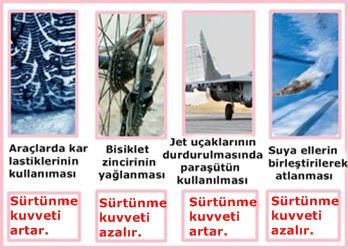 Araçlarda kar
lastiklerinin
kullanımı
Sürtünme
kuvveti
artar.
Bisiklet
zincirinin
yağlanması
Sürtünme
kuvveti
azalır.
Jet uçaklarının
durdurulmasında
paraşütün
kullanılması
Sürtünme
kuvveti
artar.
Suya ellerin
birleştirilerek
atlanması
Sürtünme
kuvveti
azalır.